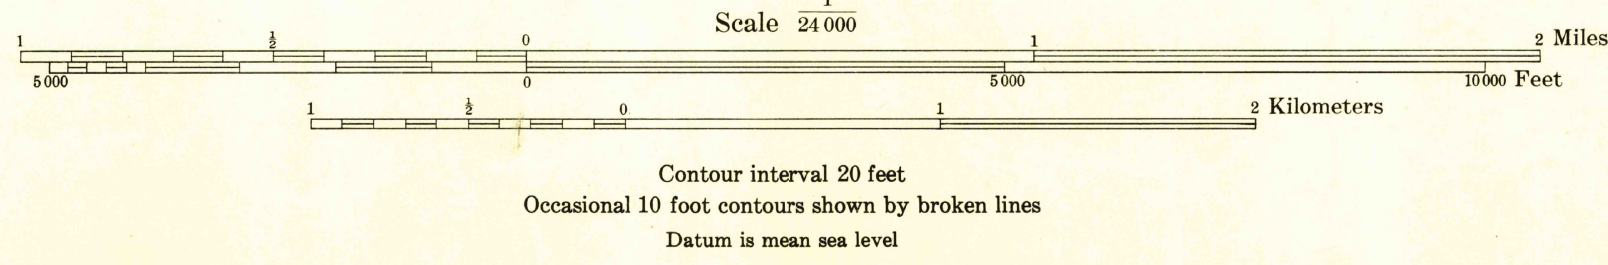 Scale 1/24 000
1 ½ 0 1 2 Miles
5 000 0 5 000 10 000 Feet
1 ½ 0 1 2 Kilometers
Contour interval 20 feet
Occasional 10 foot contours shown by broken lines
Datum is mean sea level